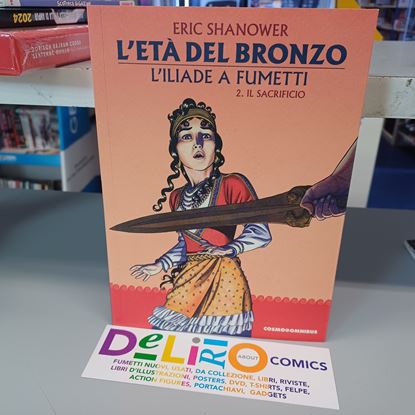 2024
ERIC SHANOWER
L'ETÀ DEL BRONZO
L'ILIADE A FUMETTI
2. IL SACRIFICIO
COSMO OMNIBUS
DeLiRiO ABOUT COMICS
FUMETTI NUOVI, USATI, DA COLLEZIONE, LIBRI, RIVISTE,
LIBRI D'ILLUSTRAZIONI, POSTERS, DVD, T-SHIRTS, FELPE,
ACTION FIGURES, PORTACHIAVI, GADGETS